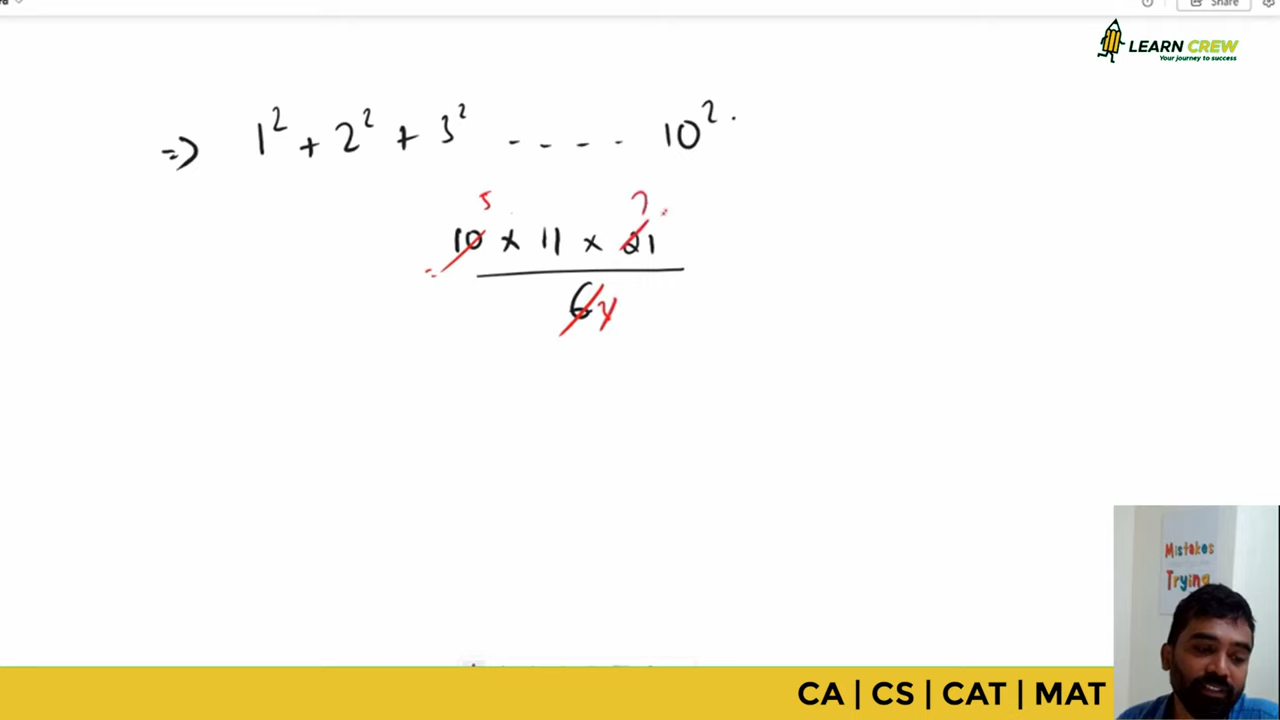 Share
LEARN CREW
Your journey to success
=> 1² + 2² + 3² - - - - 10².
5 7
= 10 × 11 × 21
6 3
Mistakes
Trying
CA | CS | CAT | MAT